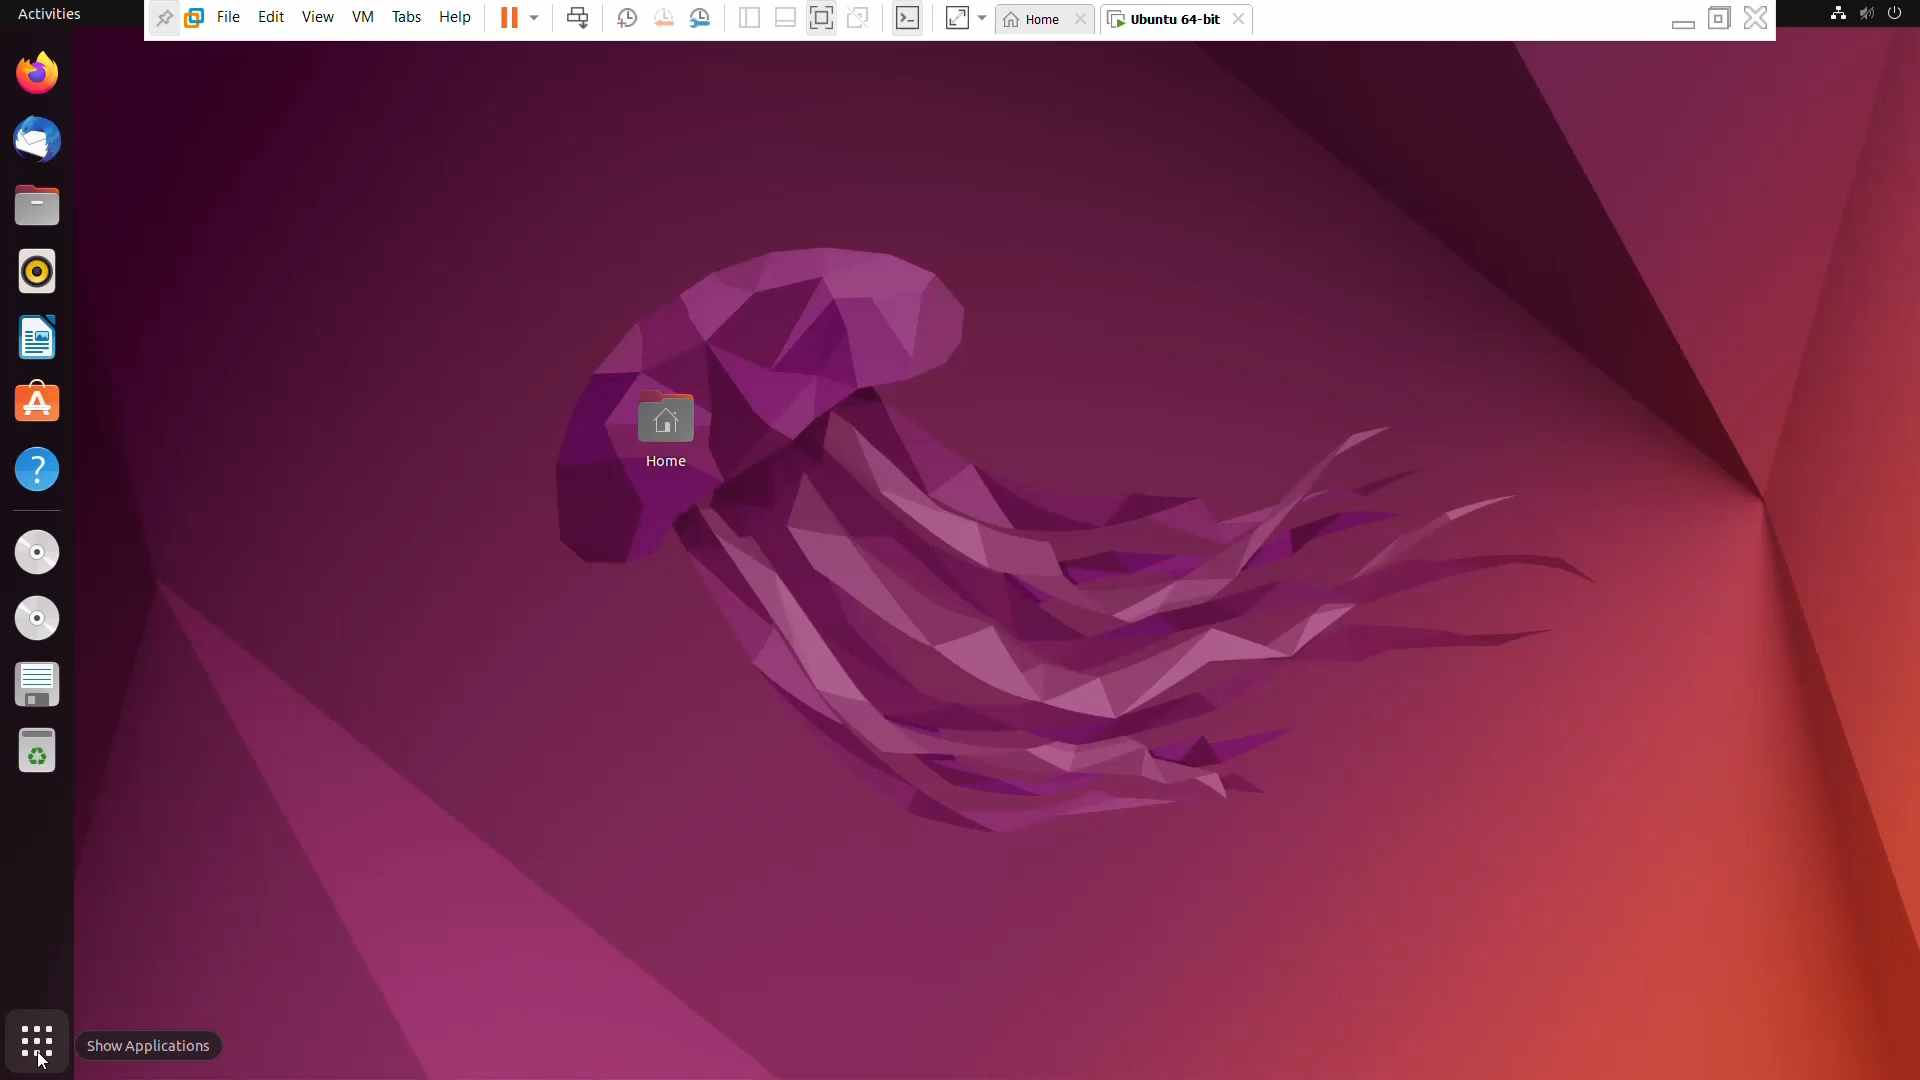 Activities
File Edit View VM Tabs Help
Home
Ubuntu 64-bit
Home
Show Applications